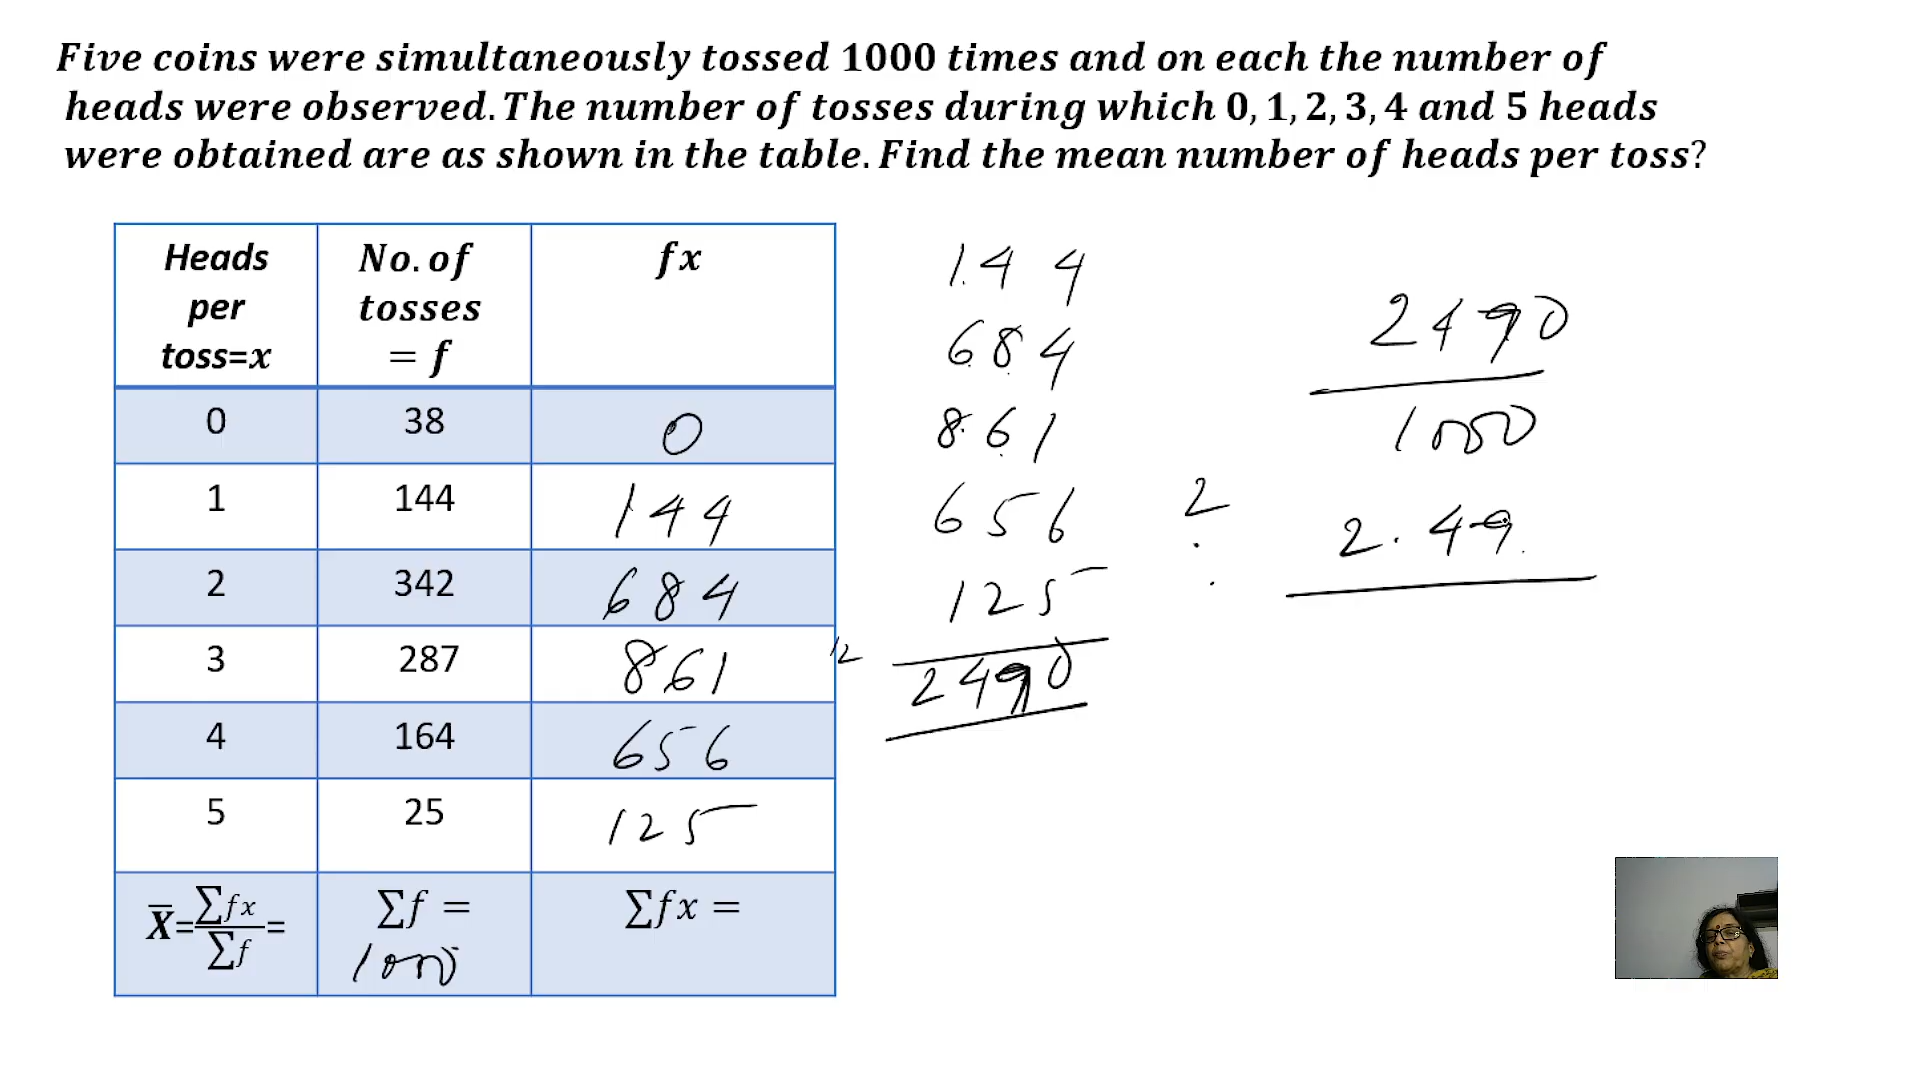 Five coins were simultaneously tossed 1000 times and on each the number of
heads were observed. The number of tosses during which 0, 1, 2, 3, 4 and 5 heads
were obtained are as shown in the table. Find the mean number of heads per toss?
Heads per toss=x
No. of tosses = f
fx
0 38 0
1 144 144
2 342 684
3 287 861
4 164 656
5 25 125
X̅=∑fx/∑f=
∑f = 1000
∑fx =
144
684
861
656
125
12
2490
2
2490
1000
2.49